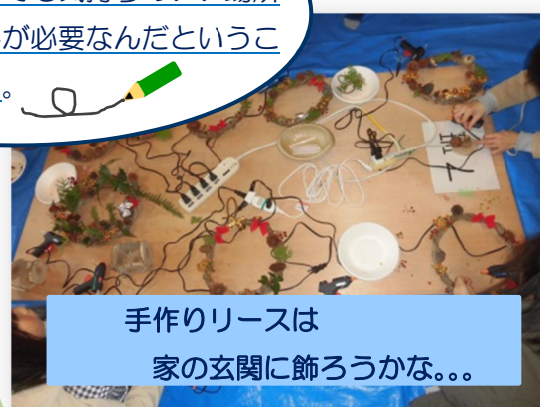 が必要なんだというこ
。
手作りリースは
家の玄関に飾ろうかな。。。